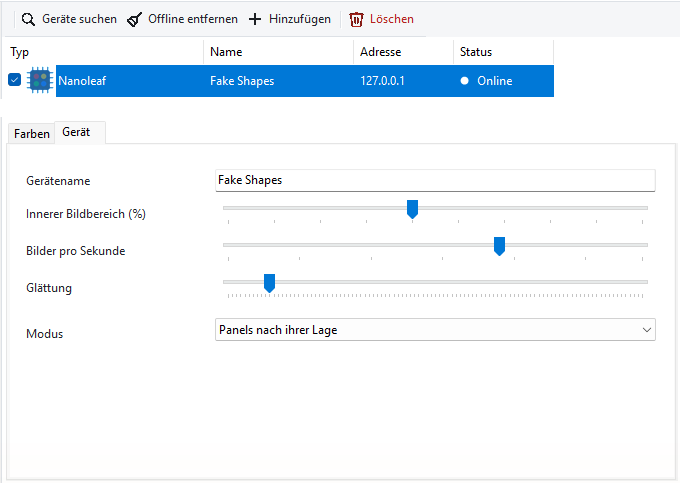 Geräte suchen Offline entfernen Hinzufügen Löschen
Typ Name Adresse Status
Nanoleaf Fake Shapes 127.0.0.1 Online
Farben Gerät
Gerätename Fake Shapes
Innerer Bildbereich (%)
Bilder pro Sekunde
Glättung
Modus Panels nach ihrer Lage